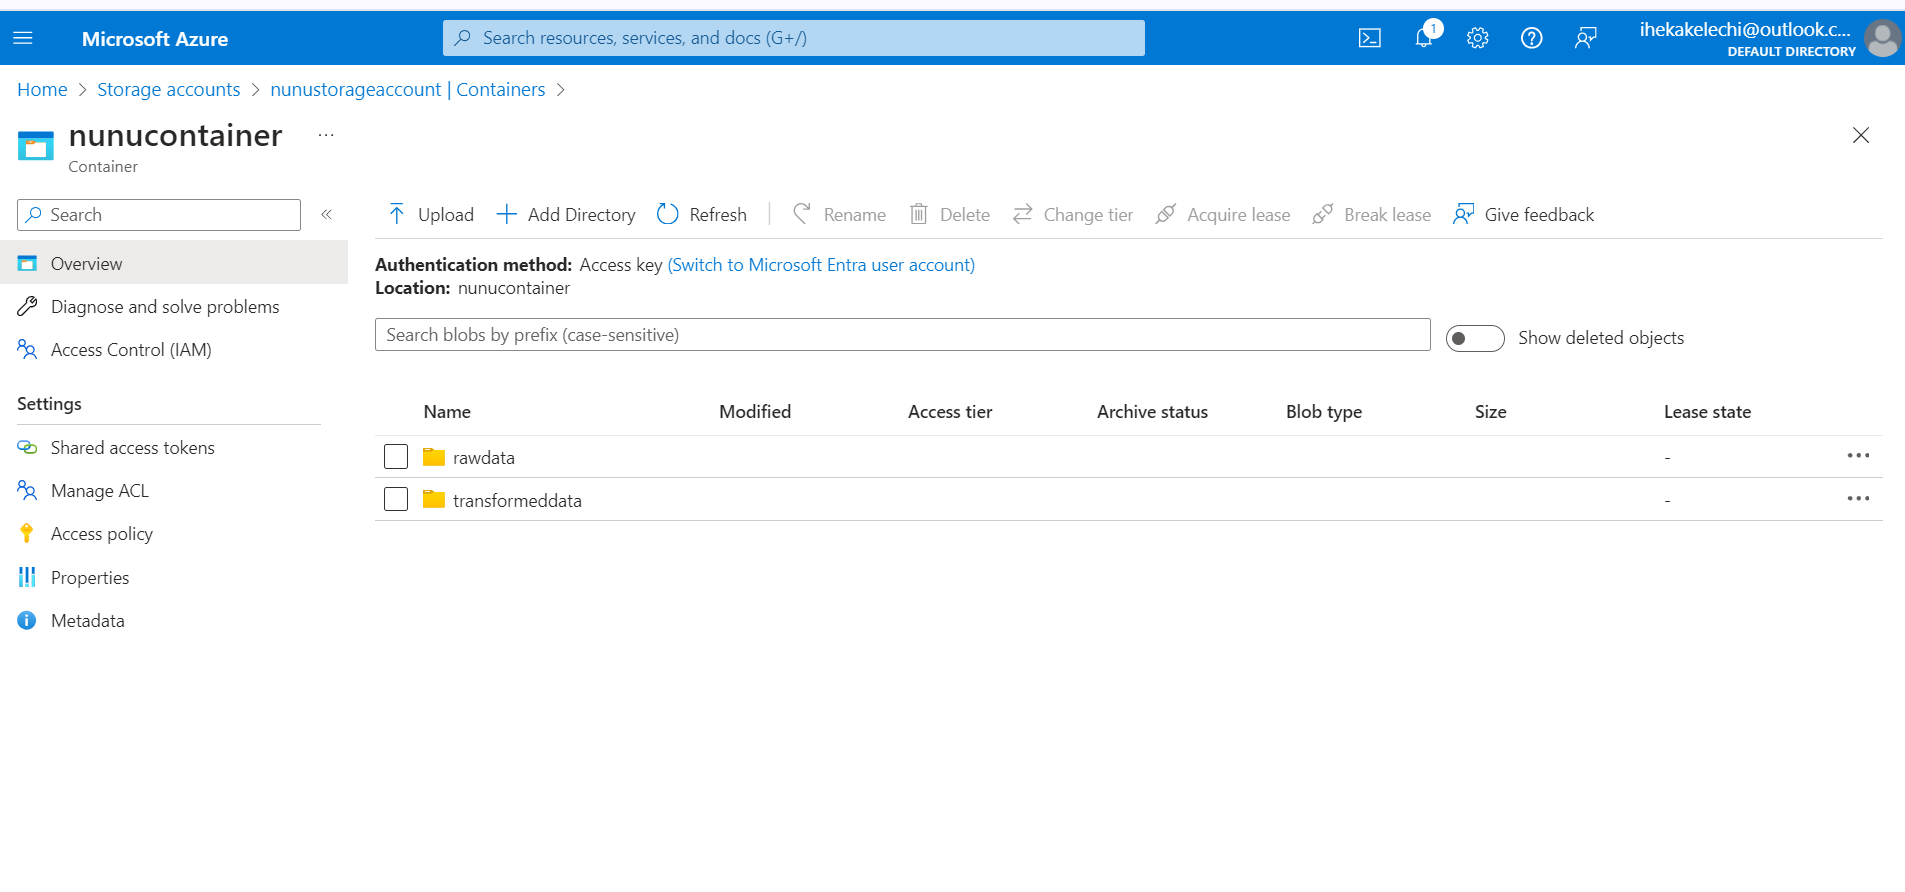 Microsoft Azure
Search resources, services, and docs (G+/)
1
ihekakelechi@outlook.c...
DEFAULT DIRECTORY
Home > Storage accounts > nunustorageaccount | Containers >
nunucontainer ...
Container
Search «
Upload Add Directory Refresh Rename Delete Change tier Acquire lease Break lease Give feedback
Overview
Diagnose and solve problems
Access Control (IAM)
Settings
Shared access tokens
Manage ACL
Access policy
Properties
Metadata
Authentication method: Access key (Switch to Microsoft Entra user account)
Location: nunucontainer
Search blobs by prefix (case-sensitive)
Show deleted objects
Name Modified Access tier Archive status Blob type Size Lease state
rawdata - ...
transformeddata - ...